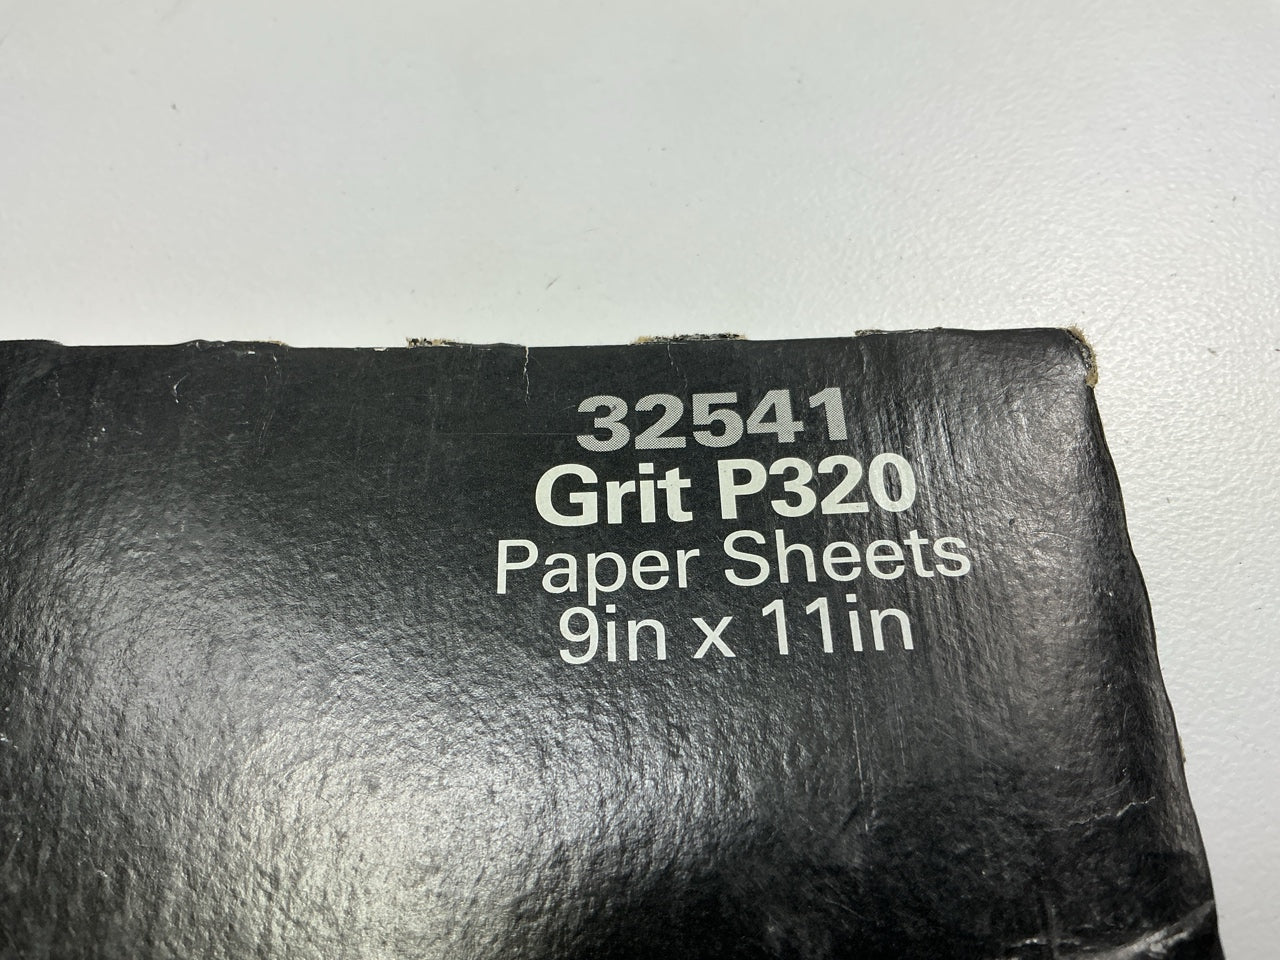 32541
Grit P320
Paper Sheets
9in x 11in